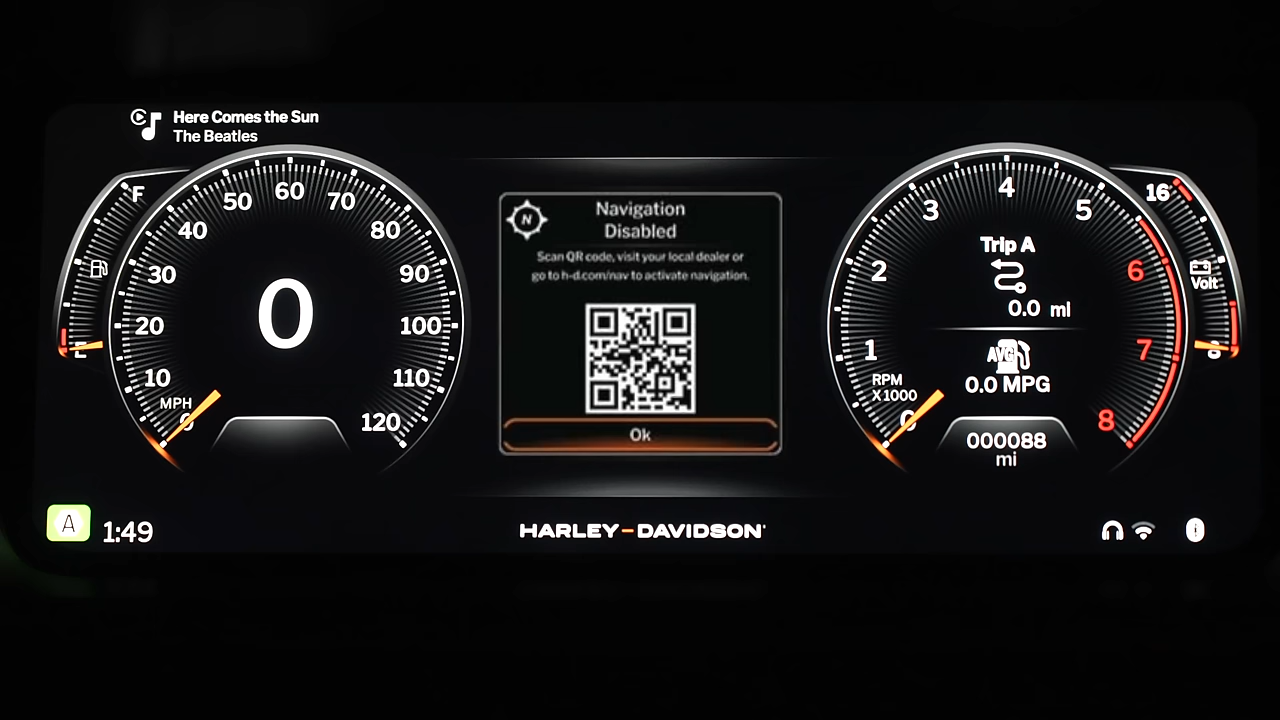 Here Comes the Sun
The Beatles
F
E
0
10
20
30
40
50
60
70
80
90
100
110
120
MPH
0
N
Navigation
Disabled
Scan QR code, visit your local dealer or
go to h-d.com/nav to activate navigation.
Ok
0
1
2
3
4
5
6
7
8
RPM
X1000
Trip A
0.0 mi
AVG
0.0 MPG
000088
mi
16
Volt
8
A
1:49
HARLEY-DAVIDSON